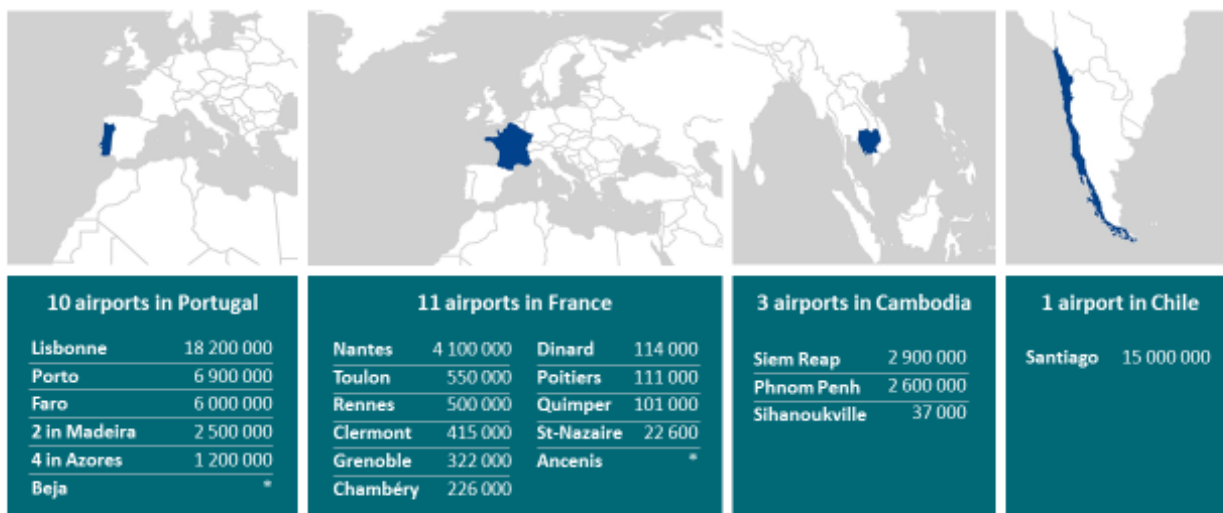 10 airports in Portugal
Lisbonne 18 200 000
Porto 6 900 000
Faro 6 000 000
2 in Madeira 2 500 000
4 in Azores 1 200 000
Beja *
11 airports in France
Nantes 4 100 000 Dinard 114 000
Toulon 550 000 Poitiers 111 000
Rennes 500 000 Quimper 101 000
Clermont 415 000 St-Nazaire 22 600
Grenoble 322 000 Ancenis *
Chambéry 226 000
3 airports in Cambodia
Siem Reap 2 900 000
Phnom Penh 2 600 000
Sihanoukville 37 000
1 airport in Chile
Santiago 15 000 000